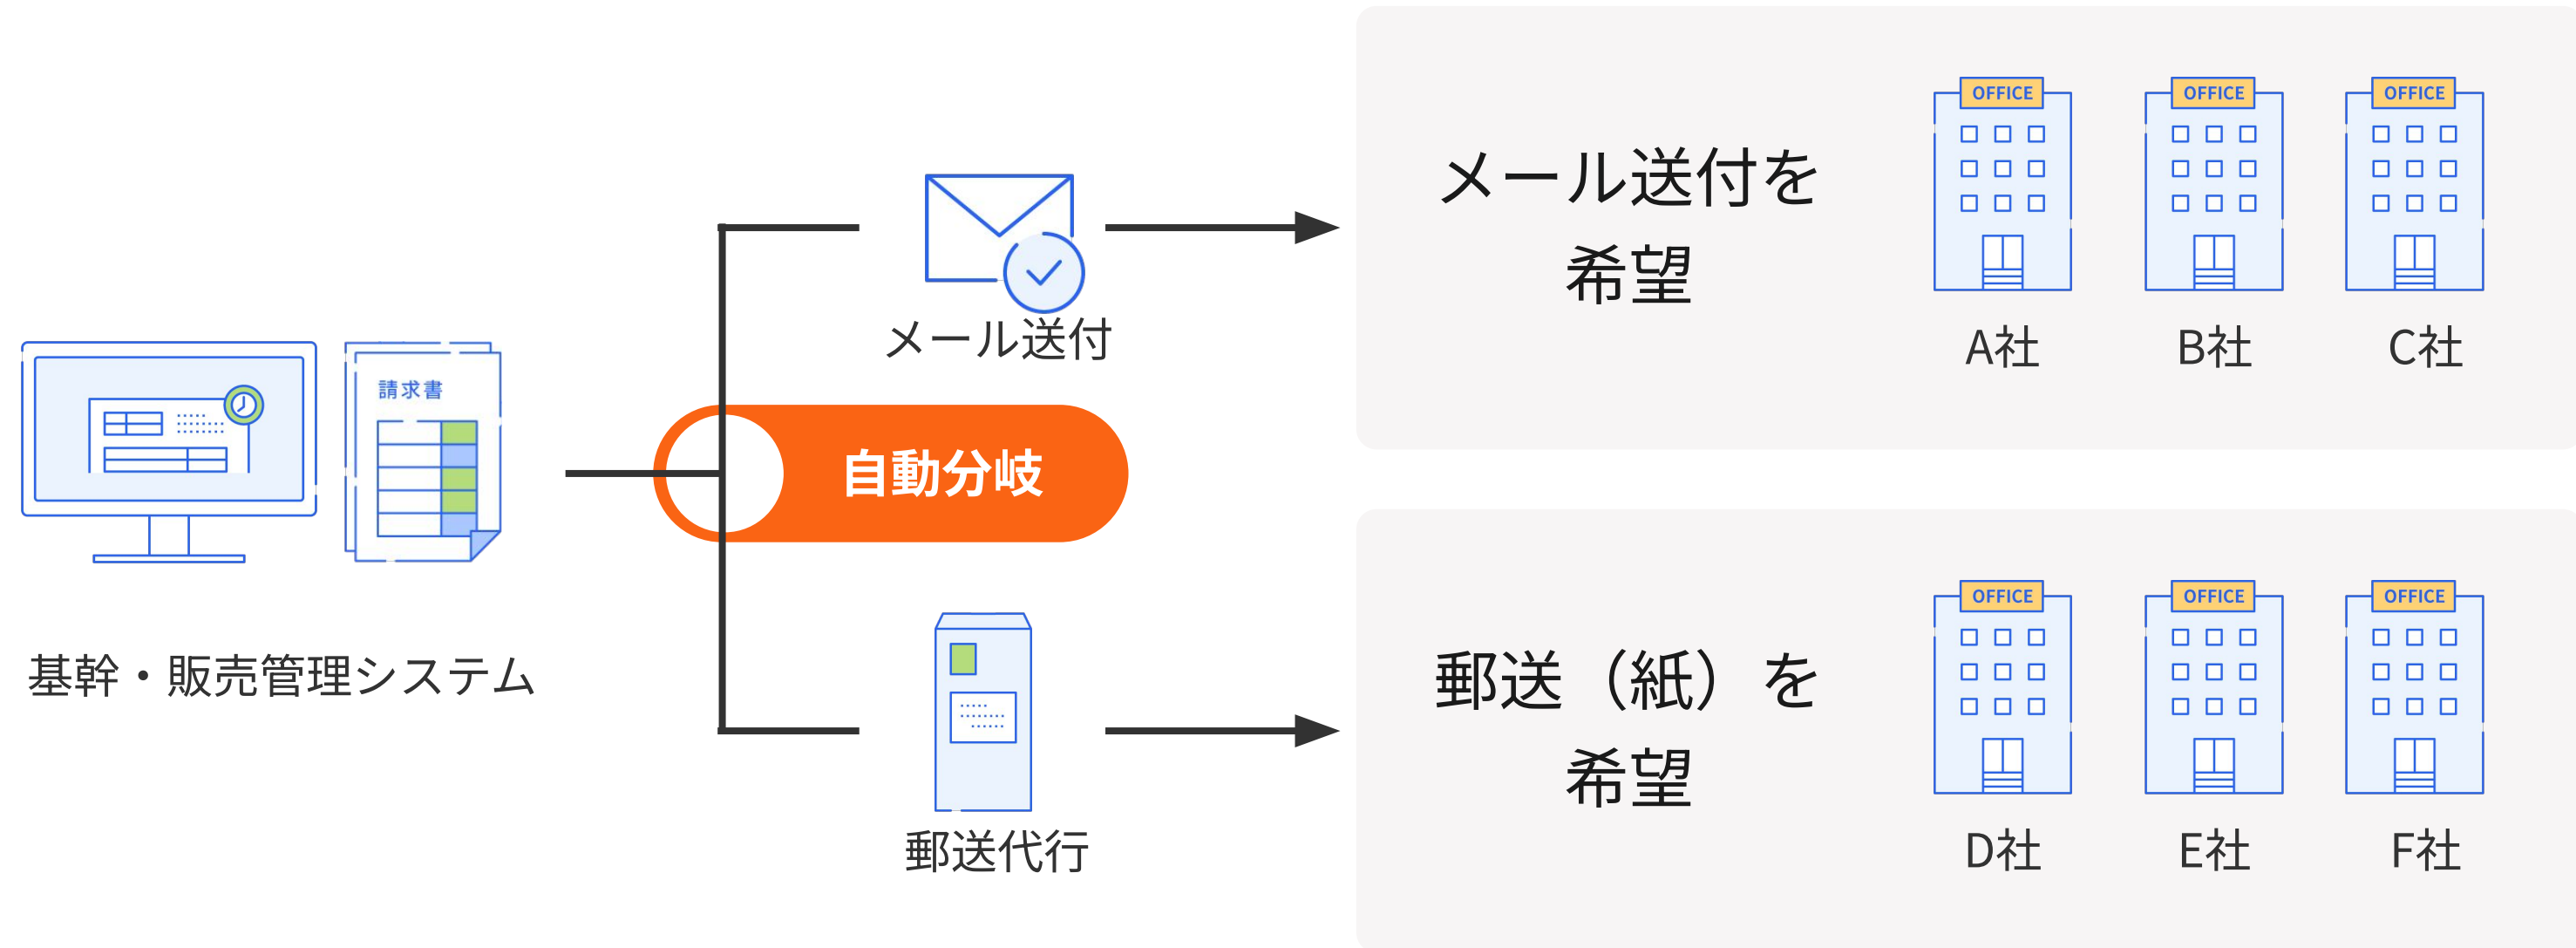 請求書
基幹・販売管理システム
メール送付
自動分岐
郵送代行
メール送付を
希望
OFFICE
OFFICE
OFFICE
A社
B社
C社
郵送（紙）を
希望
OFFICE
OFFICE
OFFICE
D社
E社
F社